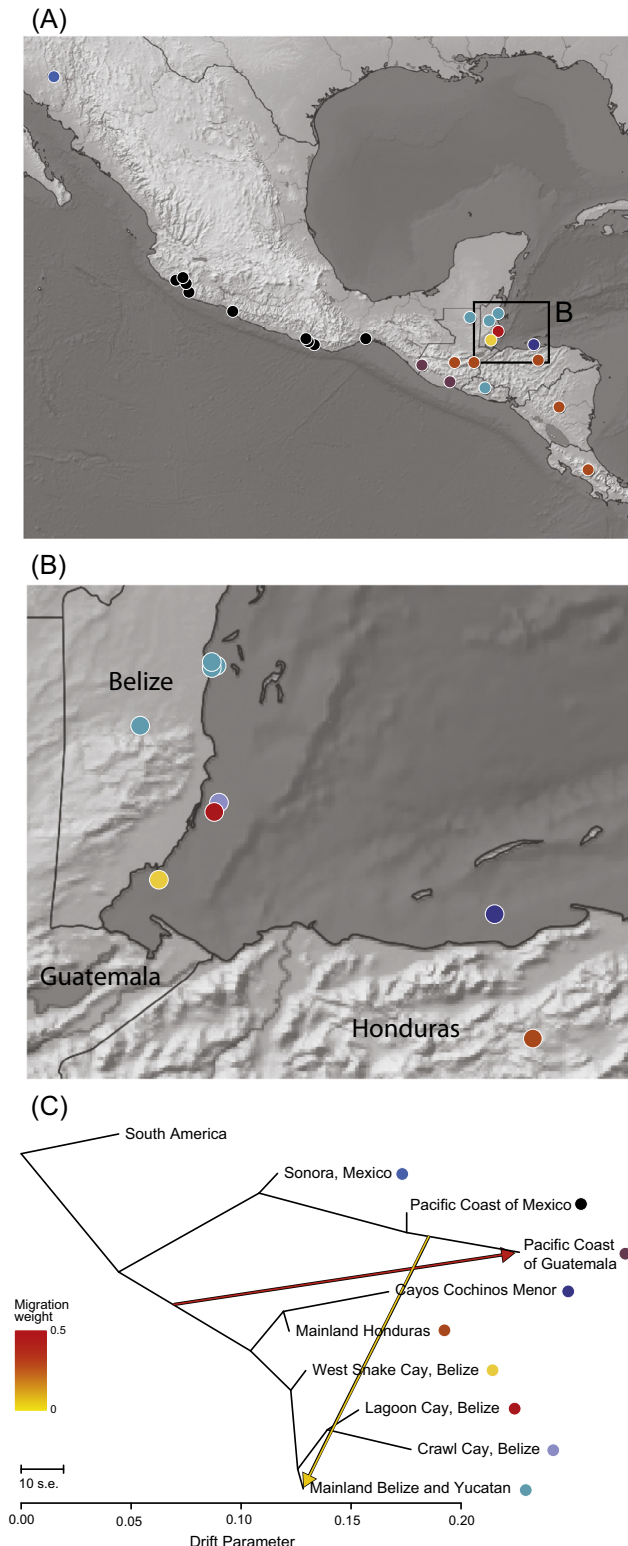 (A)
B
(B)
Belize
Guatemala
Honduras
(C)
South America
Sonora, Mexico
Pacific Coast of Mexico
Pacific Coast
of Guatemala
Cayos Cochinos Menor
Migration
weight
0.5
0
Mainland Honduras
West Snake Cay, Belize
Lagoon Cay, Belize
Crawl Cay, Belize
Mainland Belize and Yucatan
10 s.e.
0.00 0.05 0.10 0.15 0.20
Drift Parameter